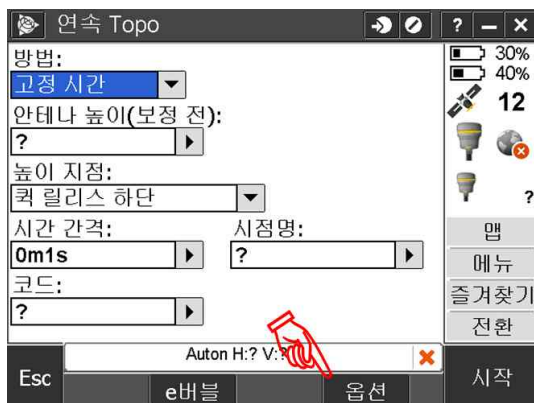 연속 Topo
? – ×
방법:
고정 시간
안테나 높이(보정 전):
?
높이 지점:
퀵 릴리스 하단
시간 간격:
시점명:
0m1s
?
코드:
?
30%
40%
12
?
맵
메뉴
즐겨찾기
전환
Auton H:? V:?
Esc
e버블
옵션
시작